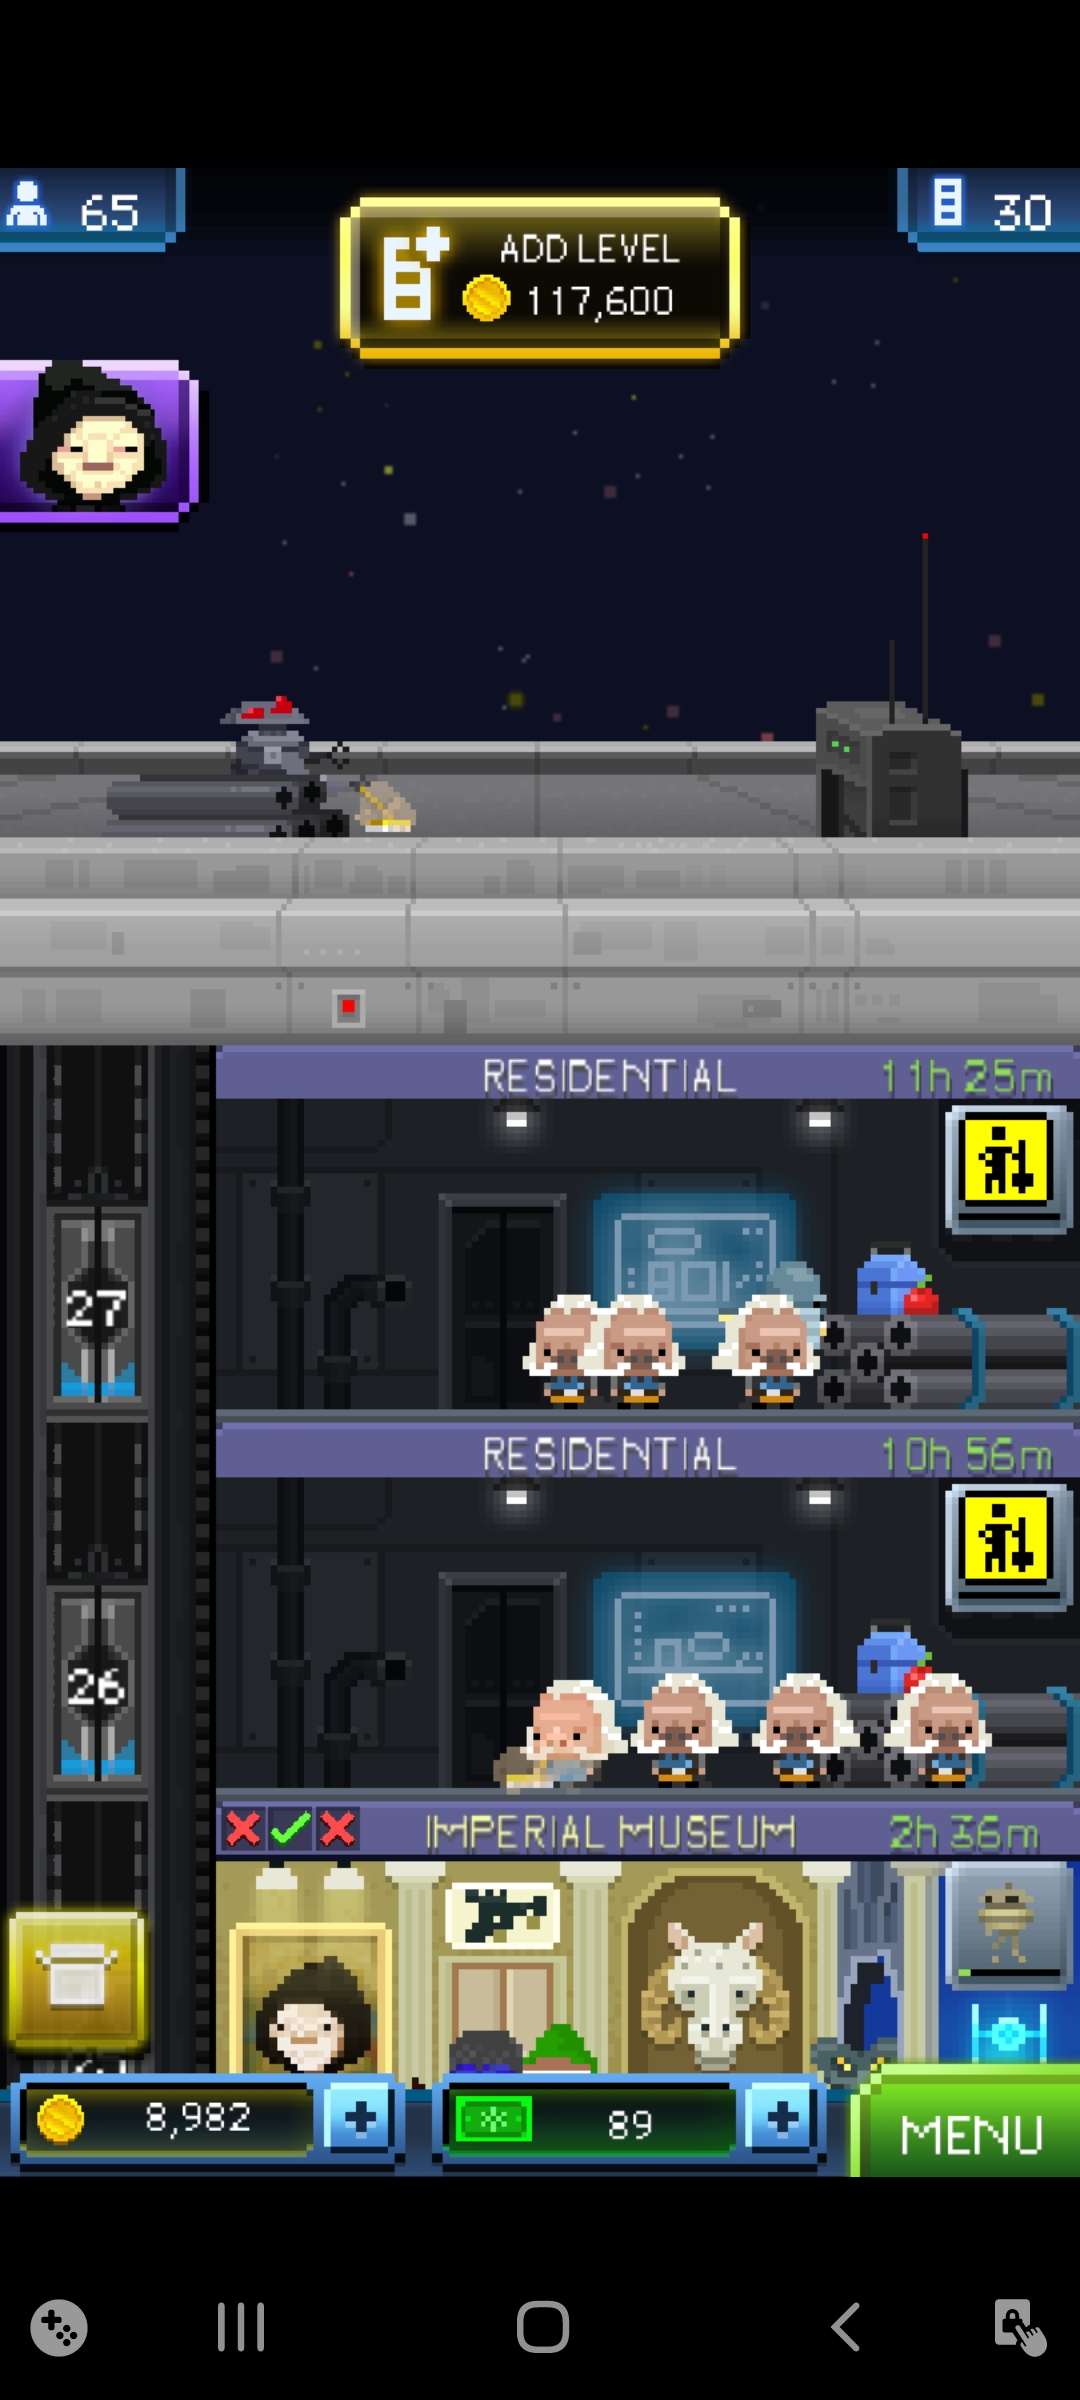 65
ADD LEVEL
117,600
30
RESIDENTIAL 11h 25m
27
RESIDENTIAL 10h 56m
26
IMPERIAL MUSEUM 2h 36m
8,982
89
MENU